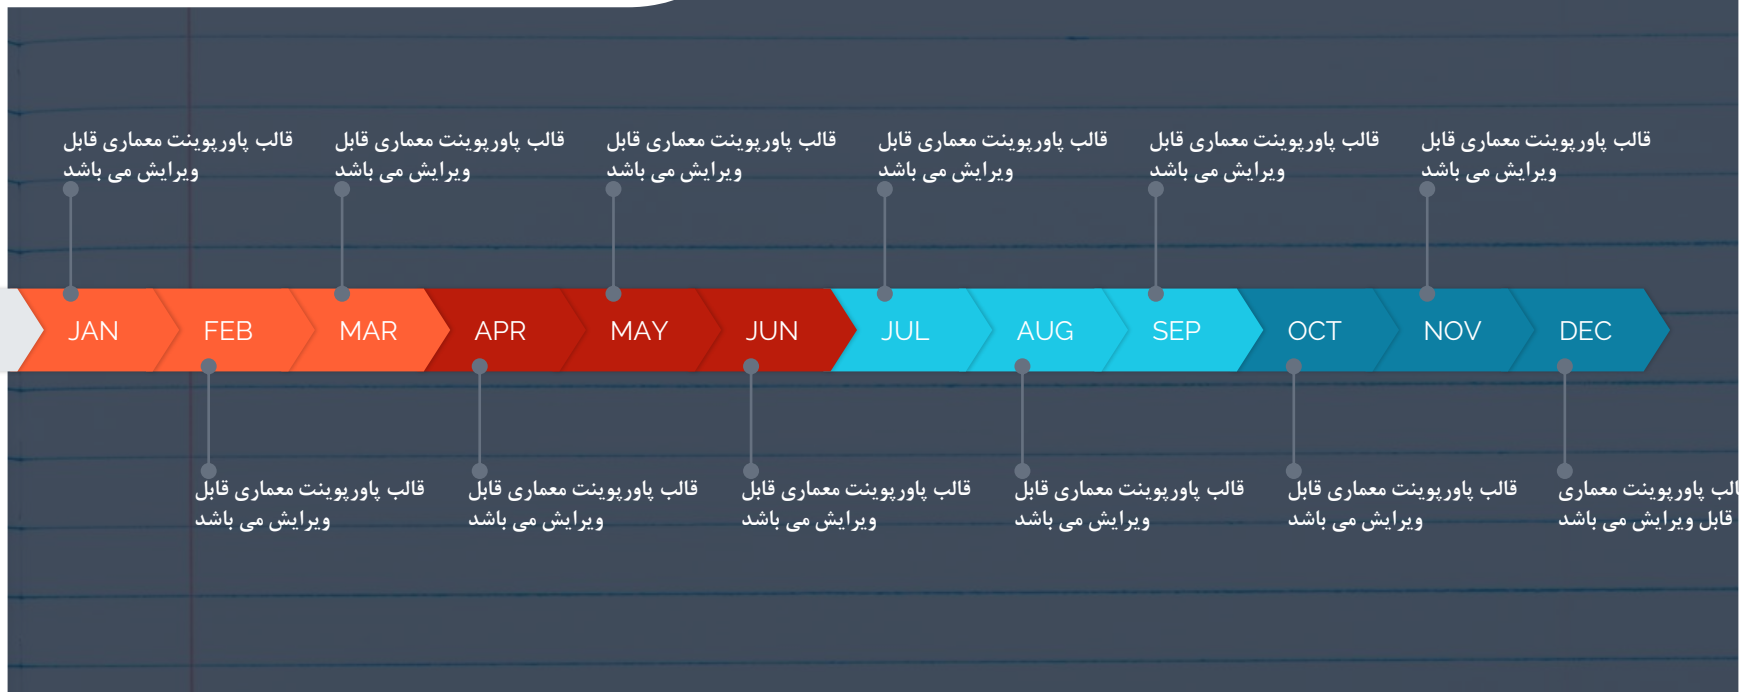 قالب پاورپوینت معماری قابل
ویرایش می باشد
قالب پاورپوینت معماری قابل
ویرایش می باشد
قالب پاورپوینت معماری قابل
ویرایش می باشد
قالب پاورپوینت معماری قابل
ویرایش می باشد
قالب پاورپوینت معماری قابل
ویرایش می باشد
قالب پاورپوینت معماری قابل
ویرایش می باشد
JAN
FEB
MAR
APR
MAY
JUN
JUL
AUG
SEP
OCT
NOV
DEC
قالب پاورپوینت معماری قابل
ویرایش می باشد
قالب پاورپوینت معماری قابل
ویرایش می باشد
قالب پاورپوینت معماری قابل
ویرایش می باشد
قالب پاورپوینت معماری قابل
ویرایش می باشد
قالب پاورپوینت معماری قابل
ویرایش می باشد
پاورپوینت معماری
قابل ویرایش می باشد